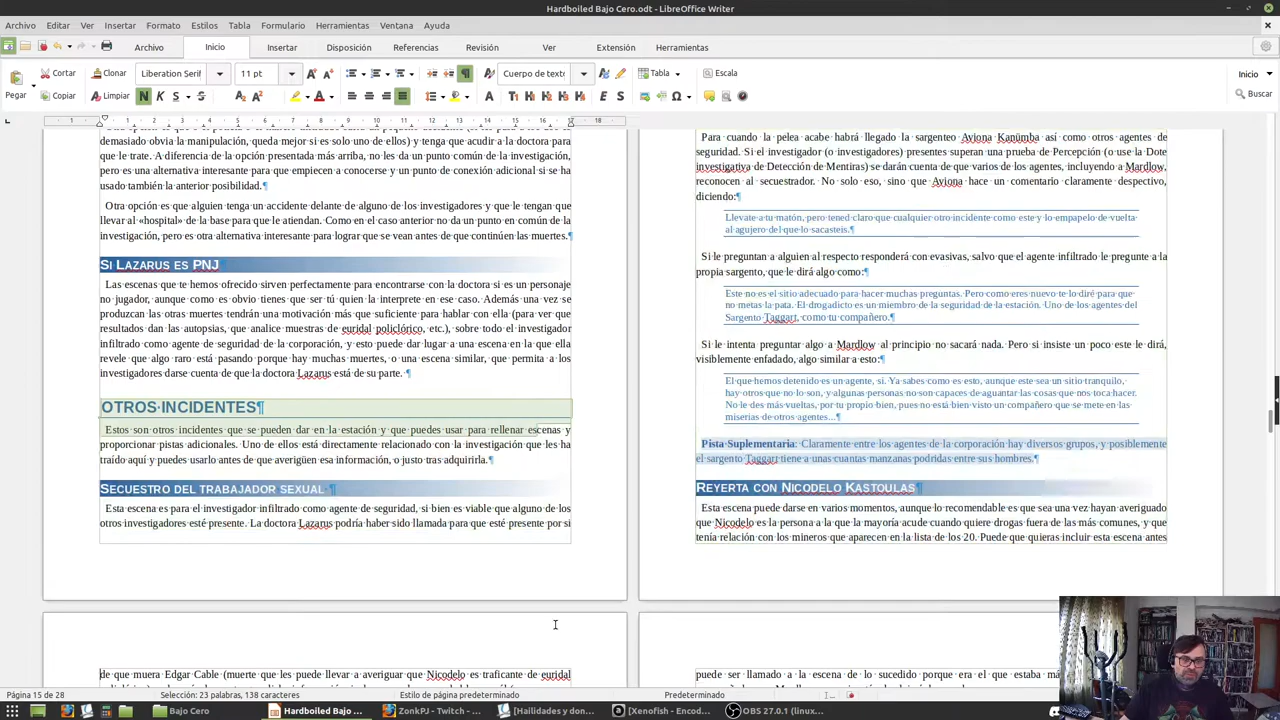 Hardboiled Bajo Cero.odt - LibreOffice Writer
Archivo Editar Ver Insertar Formato Estilos Tabla Formulario Herramientas Ventana Ayuda
Archivo Inicio Insertar Disposición Referencias Revisión Ver Extensión Herramientas
Pegar Cortar Clonar Liberation Serif 11 pt Cuerpo de texto Tabla Escala Inicio
Copiar Limpiar Buscar
demasiado obvia la manipulación, queda mejor si es solo uno de ellos) y tenga que acudir a la doctora para
que le trate. A diferencia de la opción presentada más arriba, no les da un punto común de la investigación,
pero es una alternativa interesante para que empiecen a conocerse y un punto de conexión adicional si se ha
usado también la anterior posibilidad.¶
Otra opción es que alguien tenga un accidente delante de alguno de los investigadores y que le tengan que
llevar al «hospital» de la base para que le atiendan. Como en el caso anterior no da un punto en común de la
investigación, pero es otra alternativa interesante para lograr que se vean antes de que continúen las muertes.¶
Si Lazarus es PNJ¶
Las escenas que te hemos ofrecido sirven perfectamente para encontrarse con la doctora si es un personaje
no jugador, aunque como es obvio tienes que ser tú quien la interprete en ese caso. Además una vez se
produzcan las otras muertes tendrán una motivación más que suficiente para hablar con ella (para ver que
resultados dan las autopsias, que analice muestras de euridal policlórico, etc.), sobre todo el investigador
infiltrado como agente de seguridad de la corporación, y esto puede dar lugar a una escena en la que ella
revele que algo raro está pasando porque hay muchas muertes, o una escena similar, que permita a los
investigadores darse cuenta de que la doctora Lazarus está de su parte. ¶
OTROS INCIDENTES¶
Estos son otros incidentes que se pueden dar en la estación y que puedes usar para rellenar escenas y
proporcionar pistas adicionales. Uno de ellos está directamente relacionado con la investigación que les ha
traído aquí y puedes usarlo antes de que averigüen esa información, o justo tras adquirirla.¶
Secuestro del trabajador sexual ¶
Esta escena es para el investigador infiltrado como agente de seguridad, si bien es viable que alguno de los
otros investigadores esté presente. La doctora Lazarus podría haber sido llamada para que esté presente por si
Para cuando la pelea acabe habrá llegado la sargenteo Aviona Kanümba así como otros agentes de
seguridad. Si el investigador (o investigadores) presentes superan una prueba de Percepción (o use la Dote
investigativa de Detección de Mentiras) se darán cuenta de que varios de los agentes, incluyendo a Mardlow,
reconocen al secuestrador. No solo eso, sino que Aviona hace un comentario claramente despectivo,
diciendo:¶
Llevate a tu matón, pero tened claro que cualquier otro incidente como este y lo empapelo de vuelta
al agujero del que lo sacasteis.¶
Si le preguntan a alguien al respecto responderá con evasivas, salvo que el agente infiltrado le pregunte a la
propia sargento, que le dirá algo como:¶
Este no es el sitio adecuado para hacer muchas preguntas. Pero como eres nuevo te lo diré para que
no metas la pata. El drogadicto es un miembro de la seguridad de la estación. Uno de los agentes del
Sargento Taggart, como tu compañero.¶
Si le intenta preguntar algo a Mardlow al principio no sacará nada. Pero si insiste un poco este le dirá,
visiblemente enfadado, algo similar a esto:¶
El que hemos detenido es un agente, sí. Ya sabes como es esto, aunque este sea un sitio tranquilo,
hay otros que no lo son, y algunas personas no son capaces de aguantar las cosas que nos toca hacer.
No le des más vueltas, por tu propio bien, pues no está bien visto un compañero que se mete en las
miserias de otros agentes...¶
Pista Suplementaria: Claramente entre los agentes de la corporación hay diversos grupos, y posiblemente
el sargento Taggart tiene a unas cuantas manzanas podridas entre sus hombres.¶
Reyerta con Nicodelo Kastoulas¶
Esta escena puede darse en varios momentos, aunque lo recomendable es que sea una vez hayan averiguado
que Nicodelo es la persona a la que la mayoría acude cuando quiere drogas fuera de las más comunes, y que
tenía relación con los mineros que aparecen en la lista de los 20. Puede que quieras incluir esta escena antes
de que muera Edgar Cable (muerte que les puede llevar a averiguar que Nicodelo es traficante de euridal
puede ser llamado a la escena de lo sucedido porque era el que estaba
Página 15 de 28 Selección: 23 palabras, 138 caracteres Estilo de página predeterminado Predeterminado
Bajo Cero Hardboiled Bajo ... ZonkPJ – Twitch – ... [Hailidades y don... [Xenofish – Encod... OBS 27.0.1 (linux...